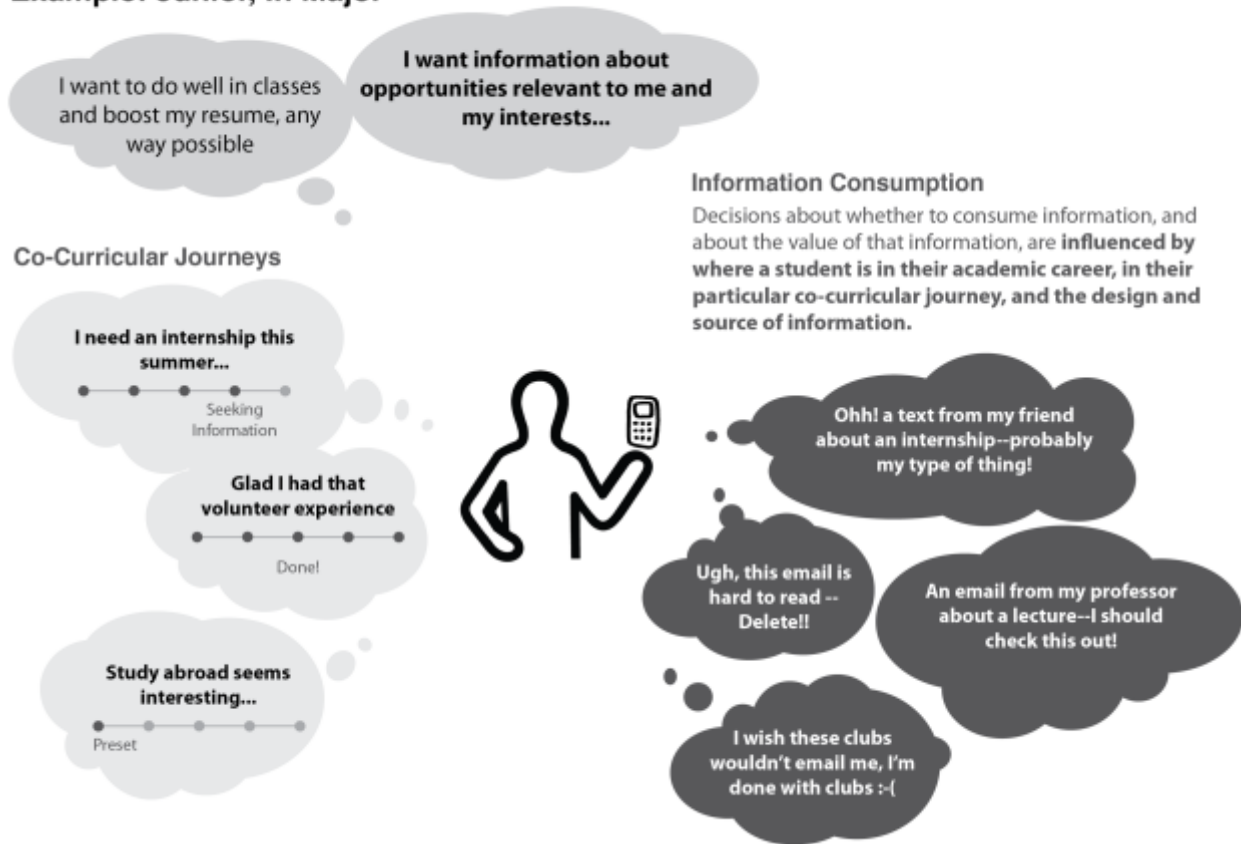 Example: Junior, In Major
I want to do well in classes
and boost my resume, any
way possible
I want information about
opportunities relevant to me and
my interests...
Co-Curricular Journeys
I need an internship this
summer...
Seeking
Information
Glad I had that
volunteer experience
Done!
Study abroad seems
interesting...
Preset
Information Consumption
Decisions about whether to consume information, and
about the value of that information, are influenced by
where a student is in their academic career, in their
particular co-curricular journey, and the design and
source of information.
Ohh! a text from my friend
about an internship--probably
my type of thing!
Ugh, this email is
hard to read --
Delete!!
An email from my professor
about a lecture--I should
check this out!
I wish these clubs
wouldn't email me, I'm
done with clubs :-(